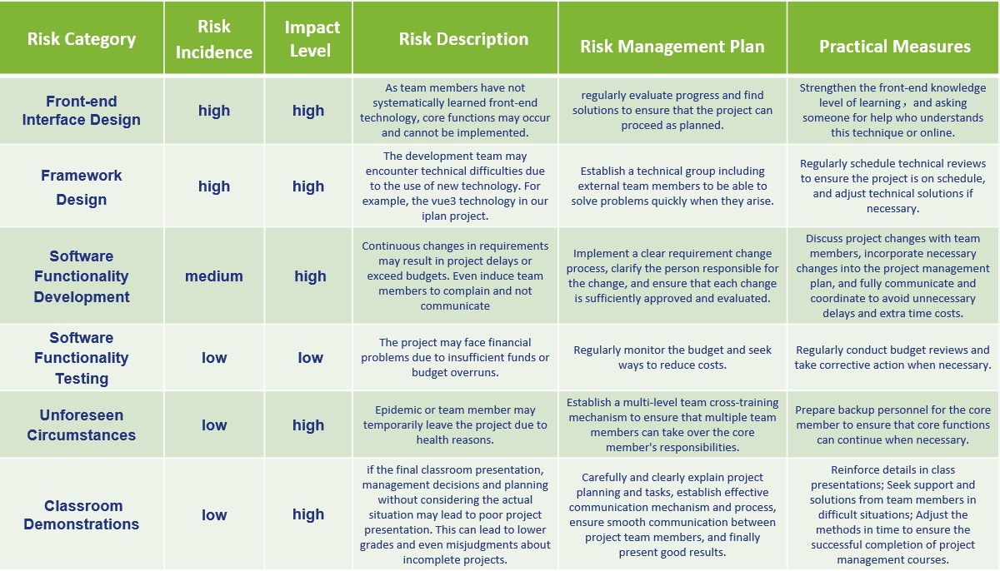 Risk Category
Risk
Incidence
Impact
Level
Risk Description
Risk Management Plan
Practical Measures
Front-end
Interface Design
high
high
As team members have not
systematically learned front-end
technology, core functions may occur
and cannot be implemented.
regularly evaluate progress and find
solutions to ensure that the project can
proceed as planned.
Strengthen the front-end knowledge
level of learning，and asking
someone for help who understands
this technique or online.
Framework
Design
high
high
The development team may
encounter technical difficulties due
to the use of new technology. For
example, the vue3 technology in our
iplan project.
Establish a technical group including
external team members to be able to
solve problems quickly when they arise.
Regularly schedule technical reviews
to ensure the project is on schedule,
and adjust technical solutions if
necessary.
Software
Functionality
Development
medium
high
Continuous changes in requirements
may result in project delays or
exceed budgets. Even induce team
members to complain and not
communicate
Implement a clear requirement change
process, clarify the person responsible for
the change, and ensure that each change
is sufficiently approved and evaluated.
Discuss project changes with team
members, incorporate necessary
changes into the project management
plan, and fully communicate and
coordinate to avoid unnecessary
delays and extra time costs.
Software
Functionality
Testing
low
low
The project may face financial
problems due to insufficient funds or
budget overruns.
Regularly monitor the budget and seek
ways to reduce costs.
Regularly conduct budget reviews and
take corrective action when necessary.
Unforeseen
Circumstances
low
high
Epidemic or team member may
temporarily leave the project due to
health reasons.
Establish a multi-level team cross-training
mechanism to ensure that multiple team
members can take over the core
member's responsibilities.
Prepare backup personnel for the core
member to ensure that core functions
can continue when necessary.
Classroom
Demonstrations
low
high
if the final classroom presentation,
management decisions and planning
without considering the actual
situation may lead to poor project
presentation. This can lead to lower
grades and even misjudgments about
incomplete projects.
Carefully and clearly explain project
planning and tasks, establish effective
communication mechanism and process,
ensure smooth communication between
project team members, and finally
present good results.
Reinforce details in class
presentations; Seek support and
solutions from team members in
difficult situations; Adjust the
methods in time to ensure the
successful completion of project
management courses.